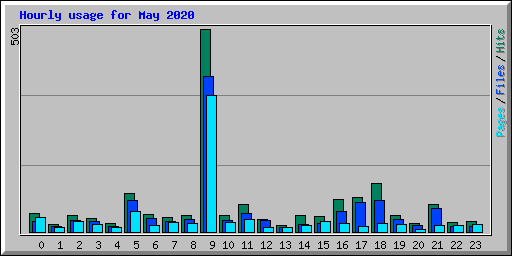 Hourly usage for May 2020
503
Pages / Files / Hits
0 1 2 3 4 5 6 7 8 9 10 11 12 13 14 15 16 17 18 19 20 21 22 23